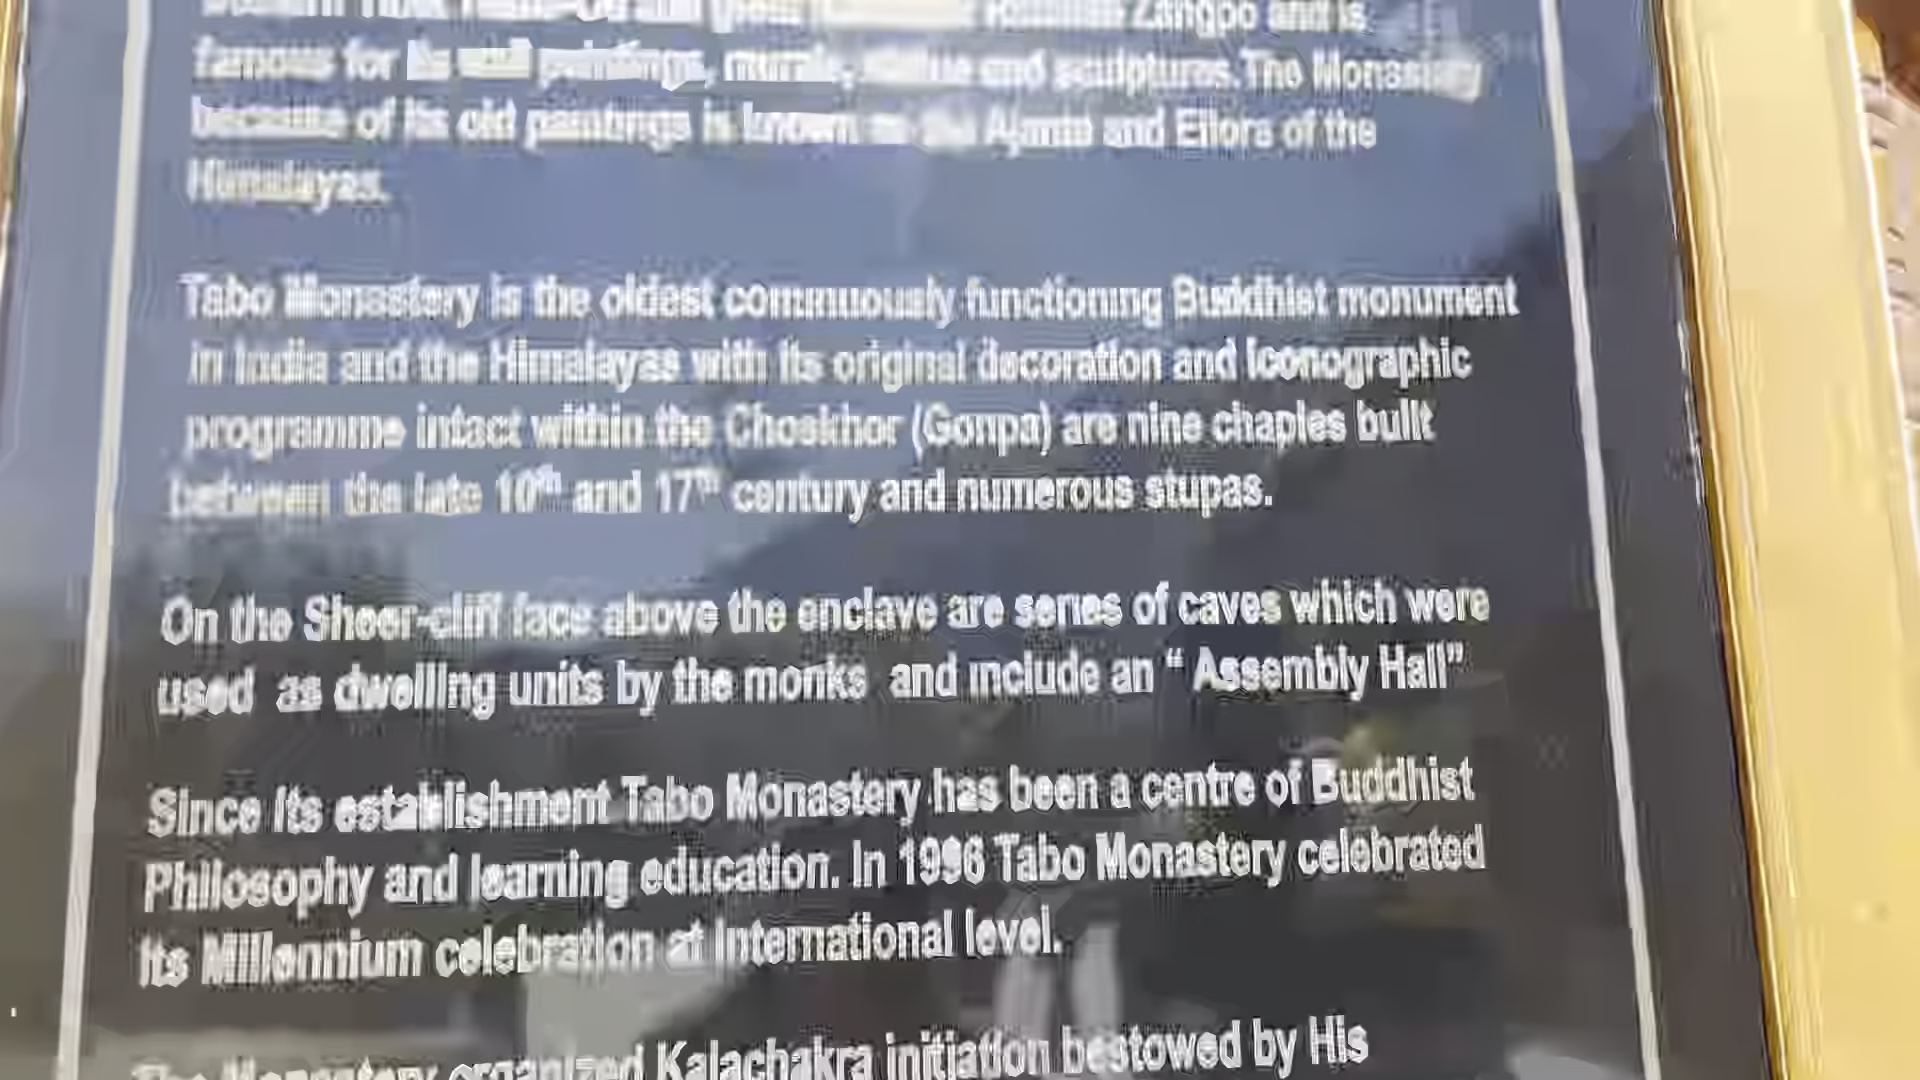 Zangpo and is
famous for its wall paintings, murals, statue and sculptures. The Monastery
because of its old paintings is known as the Ajanta and Ellora of the
Himalayas.
Tabo Monastery is the oldest continuously functioning Buddhist monument
in India and the Himalayas with its original decoration and Iconographic
programme intact within the Choskhor (Gonpa) are nine chaples built
between the late 10th and 17th century and numerous stupas.
On the Sheer-cliff face above the enclave are series of caves which were
used as dwelling units by the monks and include an “ Assembly Hall”
Since its establishment Tabo Monastery has been a centre of Buddhist
Philosophy and learning education. In 1996 Tabo Monastery celebrated
its Millennium celebration at International level.
The Monastery organized Kalachakra initiation bestowed by His